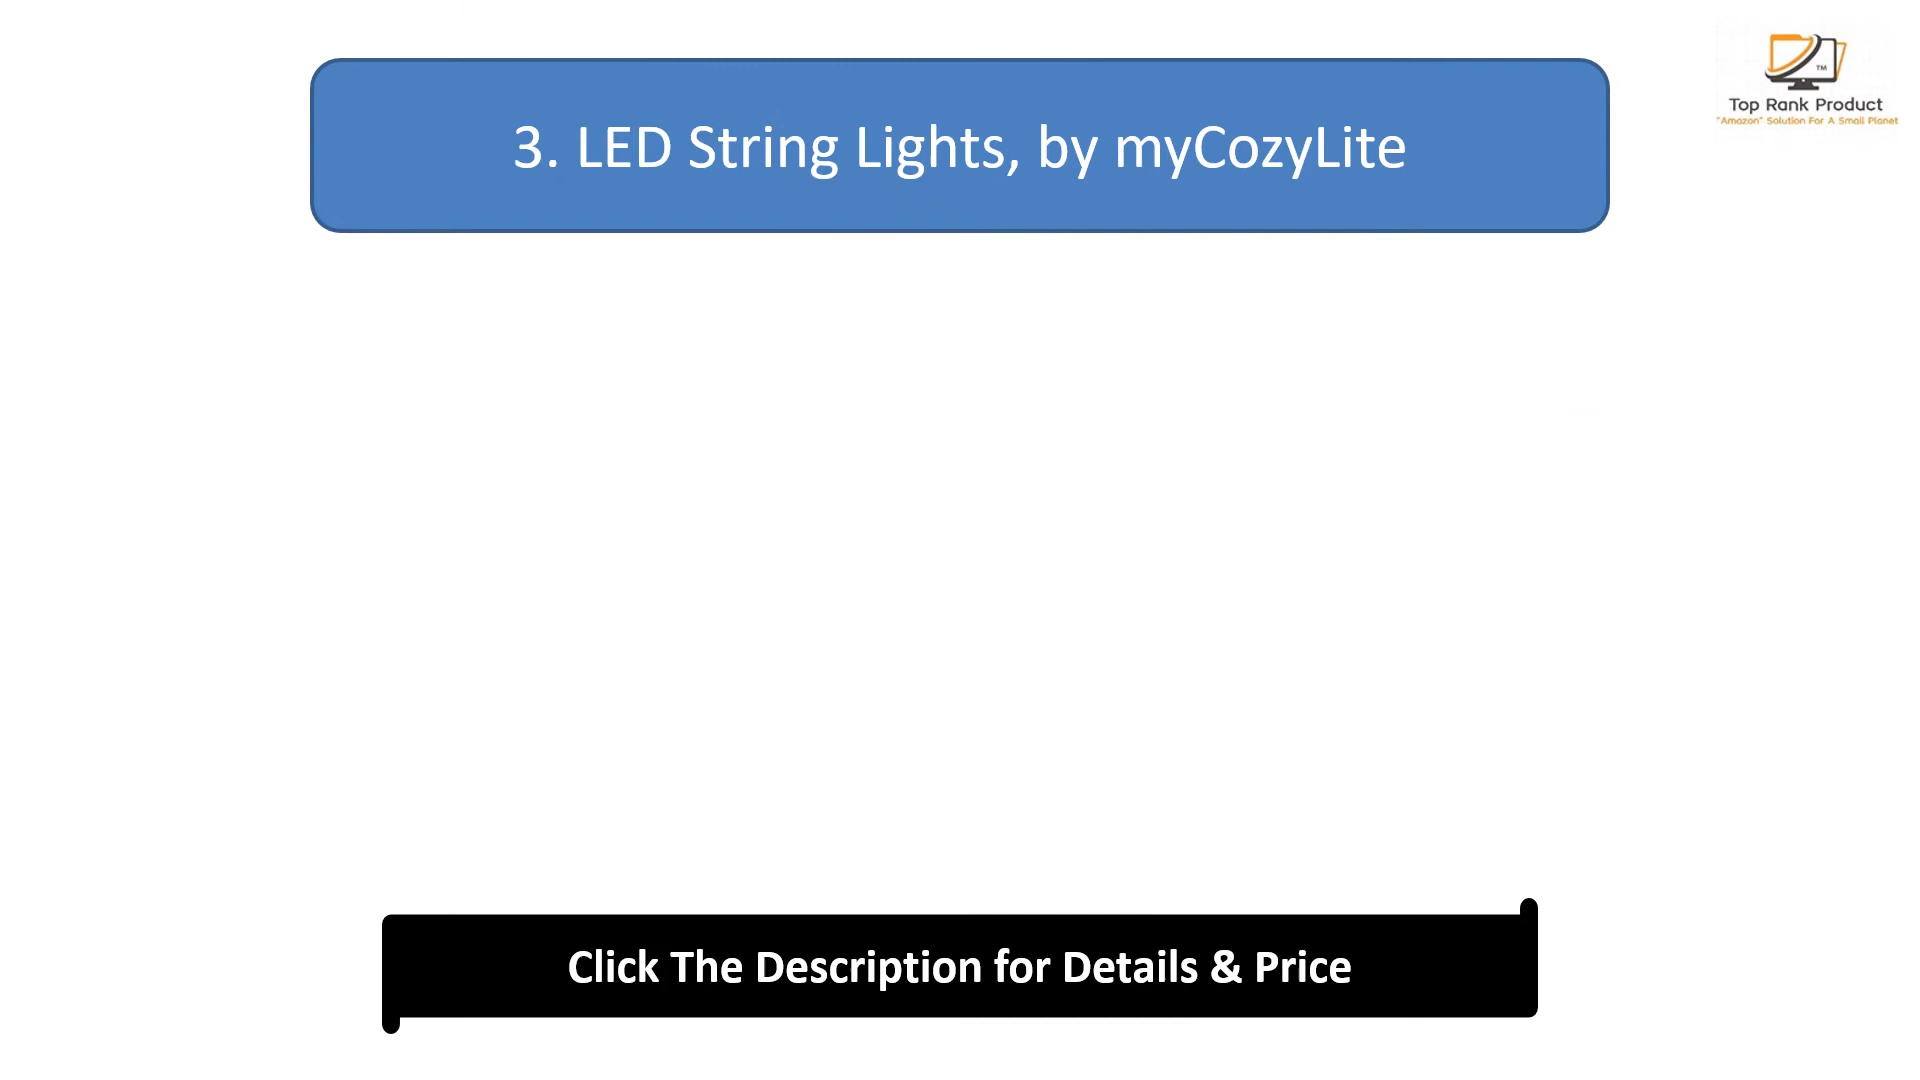 3. LED String Lights, by myCozyLite
TM
Top Rank Product
"Amazon" Solution For A Small Planet
Click The Description for Details & Price